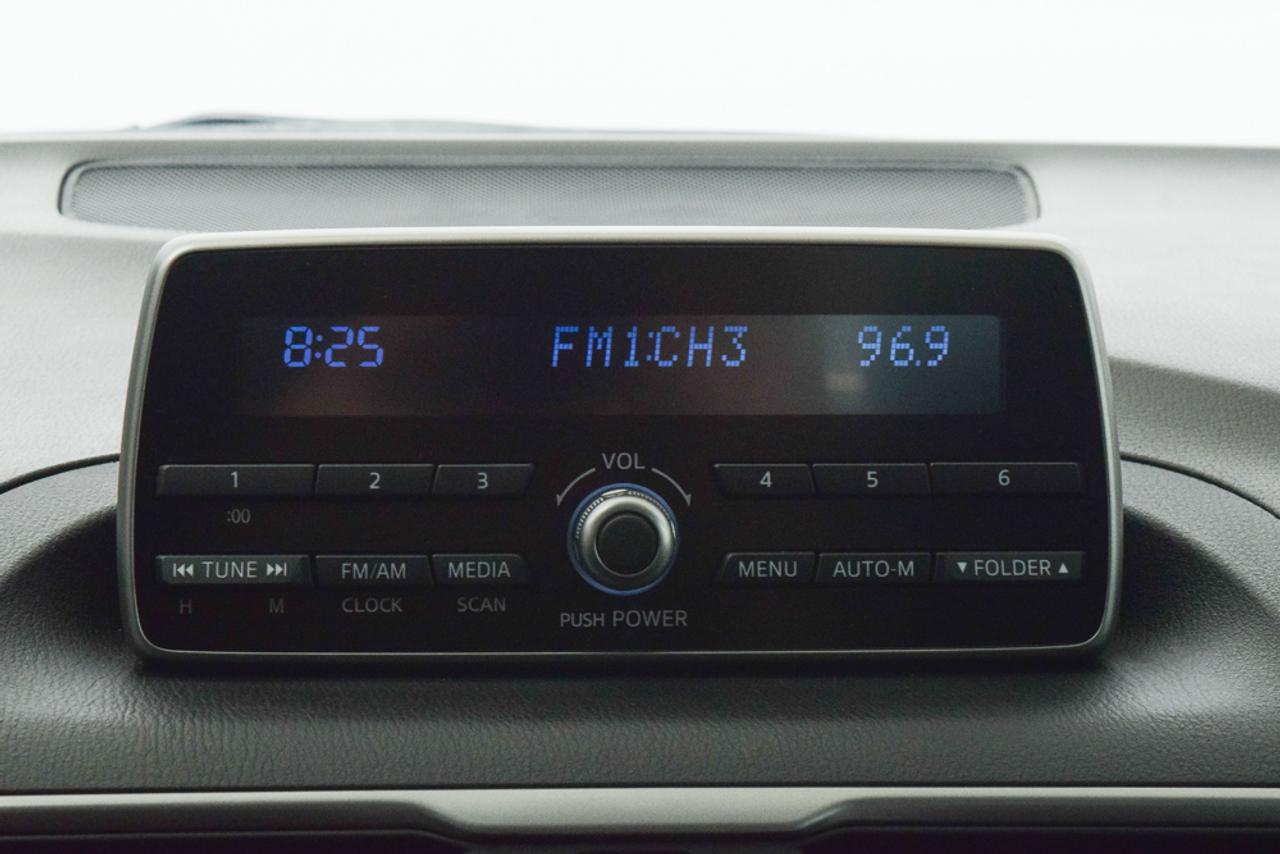 8:25 FM1:CH3 96.9
VOL
1 2 3 4 5 6
:00
TUNE FM/AM MEDIA MENU AUTO-M FOLDER
H M CLOCK SCAN
PUSH POWER